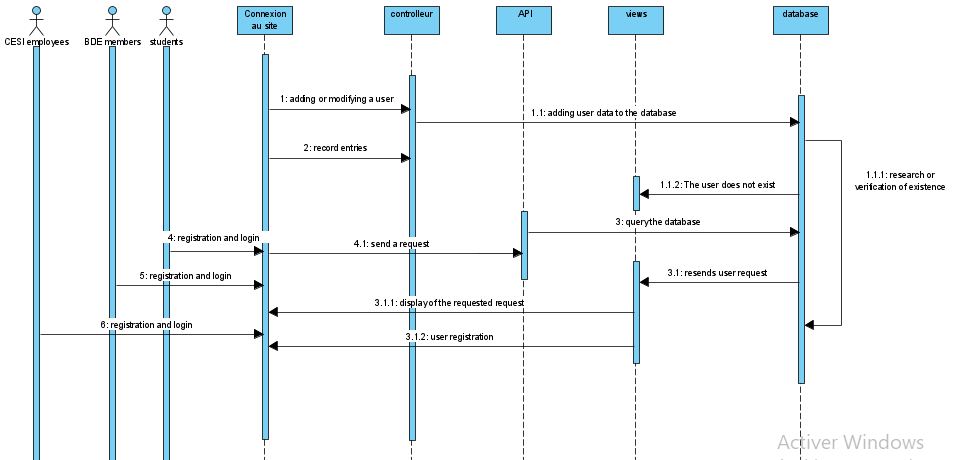 Connexion
au site
controlleur
API
views
database
CESI employees
BDE members
students
1: adding or modifying a user
1.1: adding user data to the database
2: record entries
1.1.1: research or
verification of existence
1.1.2: The user does not exist
3: query the database
4: registration and login
4.1: send a request
5: registration and login
3.1: resends user request
3.1.1: display of the requested request
6: registration and login
3.1.2: user registration
Activer Windows